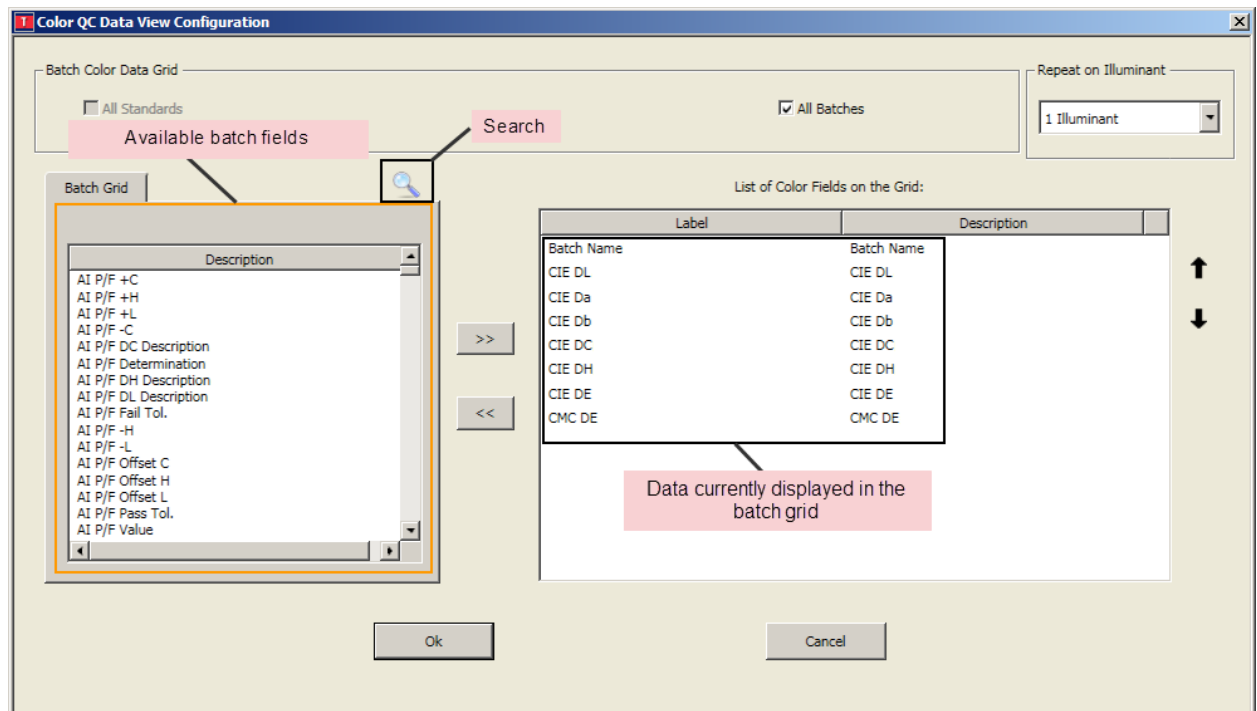 Color QC Data View Configuration
Batch Color Data Grid
Repeat on Illuminant
All Standards
All Batches
1 Illuminant
Available batch fields
Search
Batch Grid
List of Color Fields on the Grid:
Label Description
Description
AI P/F +C
AI P/F +H
AI P/F +L
AI P/F -C
AI P/F DC Description
AI P/F Determination
AI P/F DH Description
AI P/F DL Description
AI P/F Fail Tol.
AI P/F -H
AI P/F -L
AI P/F Offset C
AI P/F Offset H
AI P/F Offset L
AI P/F Pass Tol.
AI P/F Value
>>
<<
Batch Name Batch Name
CIE DL CIE DL
CIE Da CIE Da
CIE Db CIE Db
CIE DC CIE DC
CIE DH CIE DH
CIE DE CIE DE
CMC DE CMC DE
Data currently displayed in the
batch grid
Ok
Cancel